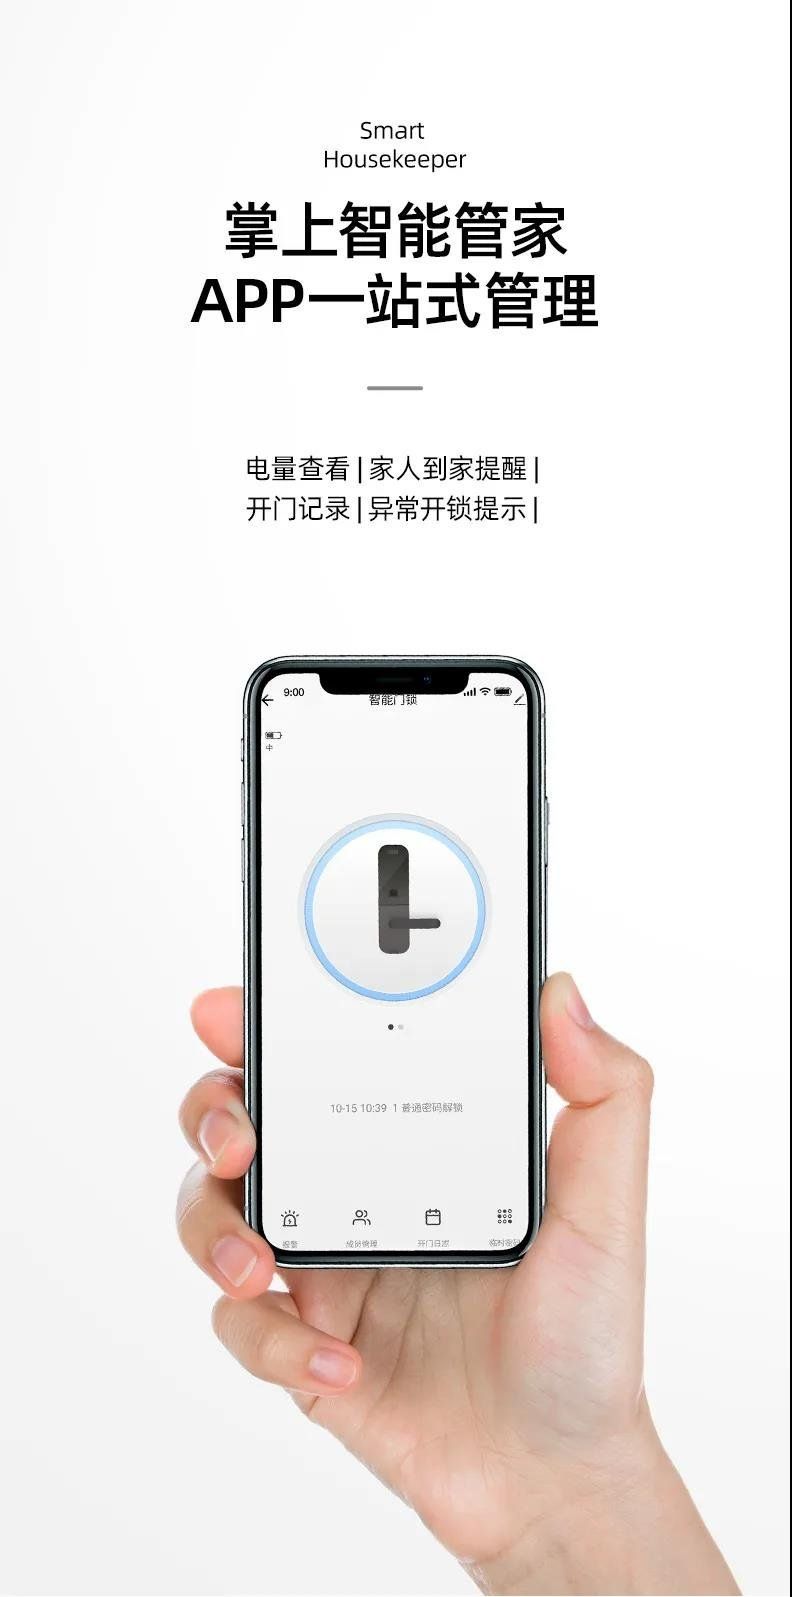 Smart
Housekeeper
掌上智能管家
APP一站式管理
电量查看 | 家人到家提醒 |
开门记录 | 异常开锁提示 |
9:00
智能门锁
中
10-15 10:39 1 普通密码解锁
报警 成员管理 开门日志 临时密码